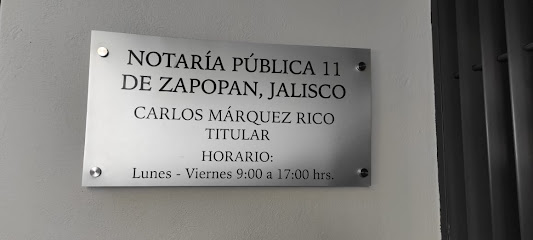 NOTARÍA PÚBLICA 11
DE ZAPOPAN, JALISCO
CARLOS MÁRQUEZ RICO
TITULAR
HORARIO:
Lunes - Viernes 9:00 a 17:00 hrs.